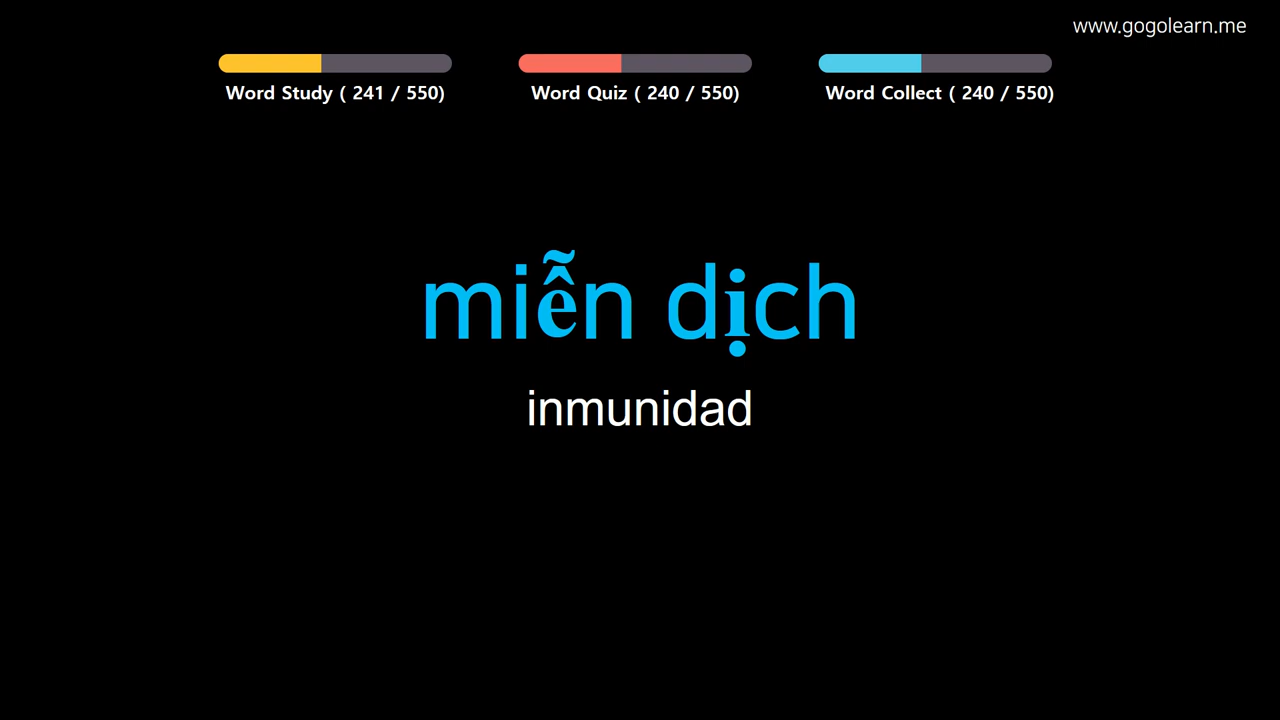 www.gogolearn.me
Word Study ( 241 / 550)
Word Quiz ( 240 / 550)
Word Collect ( 240 / 550)
miễn dịch
inmunidad